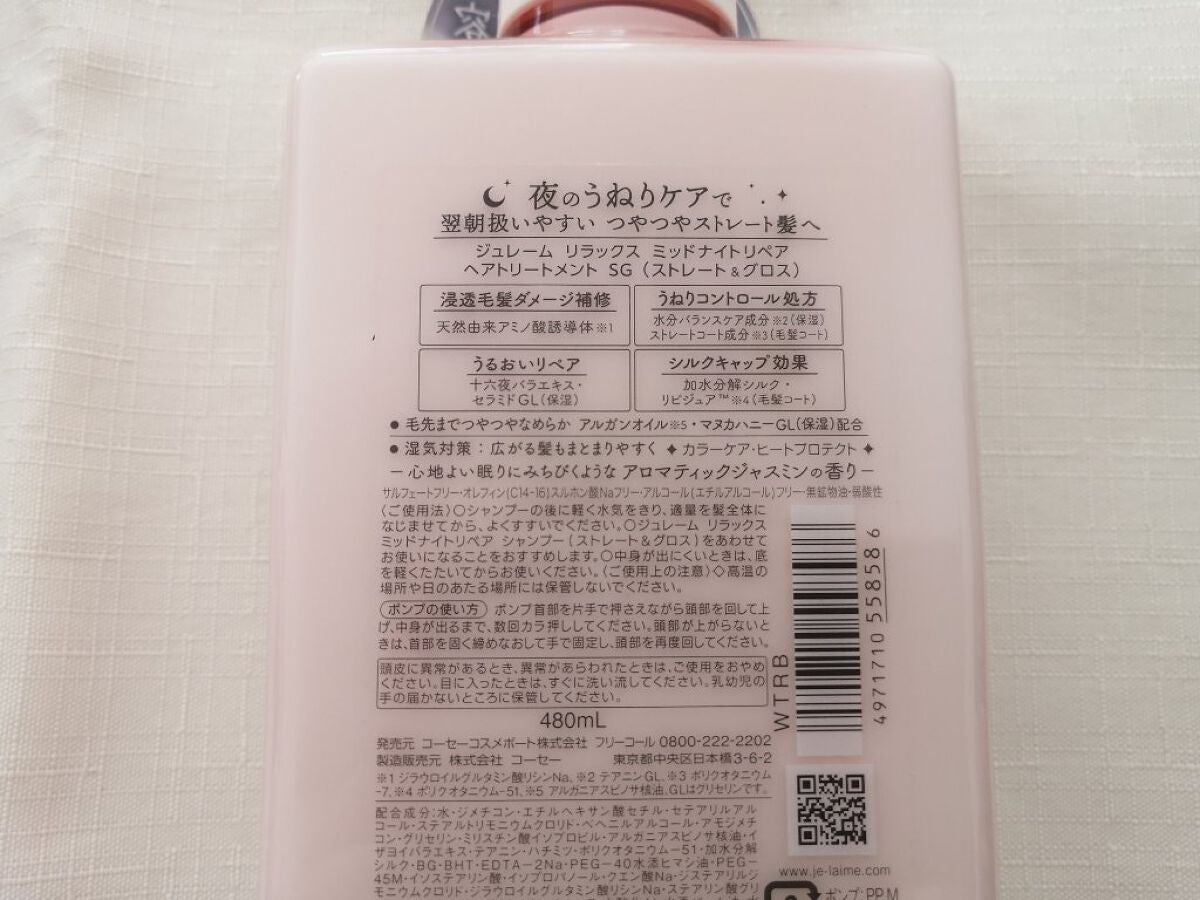 夜のうねりケアで
翌朝扱いやすい つやつやストレート髪へ
ジュレーム リラックス ミッドナイトリペア
ヘアトリートメント SG（ストレート＆グロス）
浸透毛髪ダメージ補修
天然由来アミノ酸誘導体※1
うねりコントロール処方
水分バランスケア成分※2（保湿）
ストレートコート成分※3（毛髪コート）
うるおいリペア
十六夜バラエキス・
セラミドGL（保湿）
シルクキャップ効果
加水分解シルク・
リピジュア™※4（毛髪コート）
● 毛先までつやつやなめらか アルガンオイル※5・マヌカハニーGL（保湿）配合
● 湿気対策：広がる髪もまとまりやすく ✦カラーケア・ヒートプロテクト✦
－心地よい眠りにみちびくような アロマティックジャスミンの香り－
サルフェートフリー・オレフィン(C14-16)スルホン酸Naフリー・アルコール(エチルアルコール)フリー・無鉱物油・弱酸性
〈ご使用法〉○シャンプーの後に軽く水気をきり、適量を髪全体に
なじませてから、よくすすいでください。○ジュレーム リラックス
ミッドナイトリペア シャンプー(ストレート＆グロス)をあわせて
お使いになることをおすすめします。○中身が出にくいときは、底
を軽くたたいてからお使いください。〈ご使用上の注意〉◇高温の
場所や日のあたる場所には保管しないでください。
ポンプの使い方 ポンプ首部を片手で押さえながら頭部を回して上
げ、中身が出るまで、数回カラ押ししてください。頭部が上がらないと
きは、首部を固く締めなおして手で固定し、頭部を再度回してください。
頭皮に異常があるとき、異常があらわれたときは、ご使用をおやめ
ください。目に入ったときは、すぐに洗い流してください。乳幼児の
手の届かないところに保管してください。
480mL
WTRB
4971710 558586
発売元 コーセーコスメポート株式会社 フリーコール 0800-222-2202
製造販売元 株式会社 コーセー 東京都中央区日本橋3-6-2
※1 ジラウロイルグルタミン酸リシンNa、※2 テアニンGL、※3 ポリクオタニウム
-7、※4 ポリクオタニウム-51、※5 アルガニアスピノサ核油、GLはグリセリンです。
配合成分：水・ジメチコン・エチルヘキサン酸セチル・セテアリルアル
コール・ステアルトリモニウムクロリド・ベヘニルアルコール・アモジメチ
コン・グリセリン・ミリスチン酸イソプロピル・アルガニアスピノサ核油・イ
ザヨイバラエキス・テアニン・ハチミツ・ポリクオタニウム-51・加水分解
シルク・BG・BHT・EDTA-2Na・PEG-40水添ヒマシ油・PEG-
45M・イソステアリン酸・イソプロパノール・クエン酸Na・ジステアリルジ
モニウムクロリド・ジラウロイルグルタミン酸リシンNa・ステアリン酸グリ
www.je-laime.com
ポンプ:PP,M